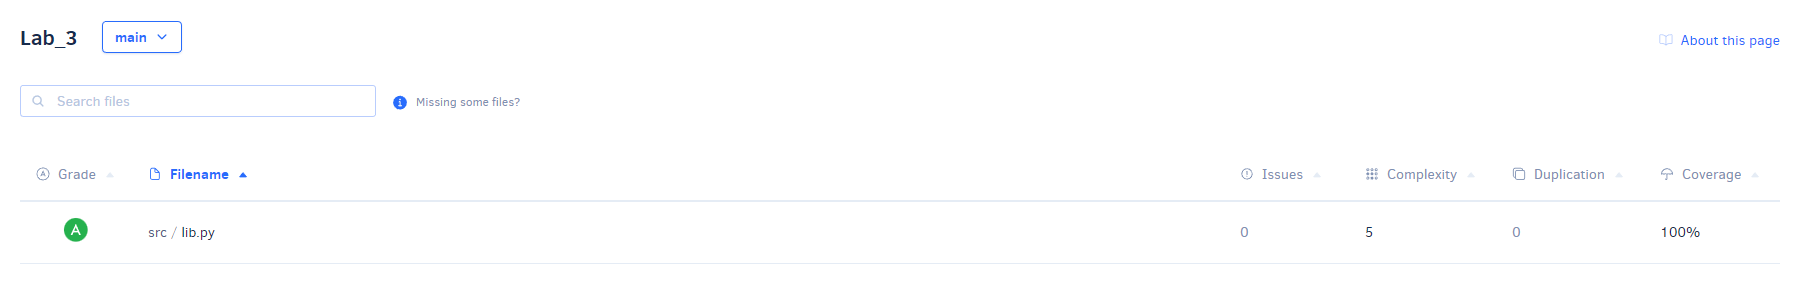 Lab_3 main About this page
Search files Missing some files?
Grade Filename Issues Complexity Duplication Coverage
A src / lib.py 0 5 0 100%